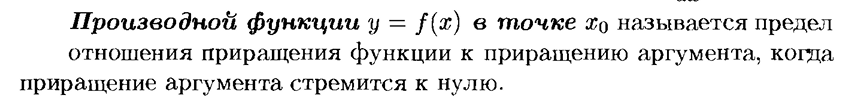 Производной функции y = f(x) в точке x₀ называется предел
отношения приращения функции к приращению аргумента, когда
приращение аргумента стремится к нулю.